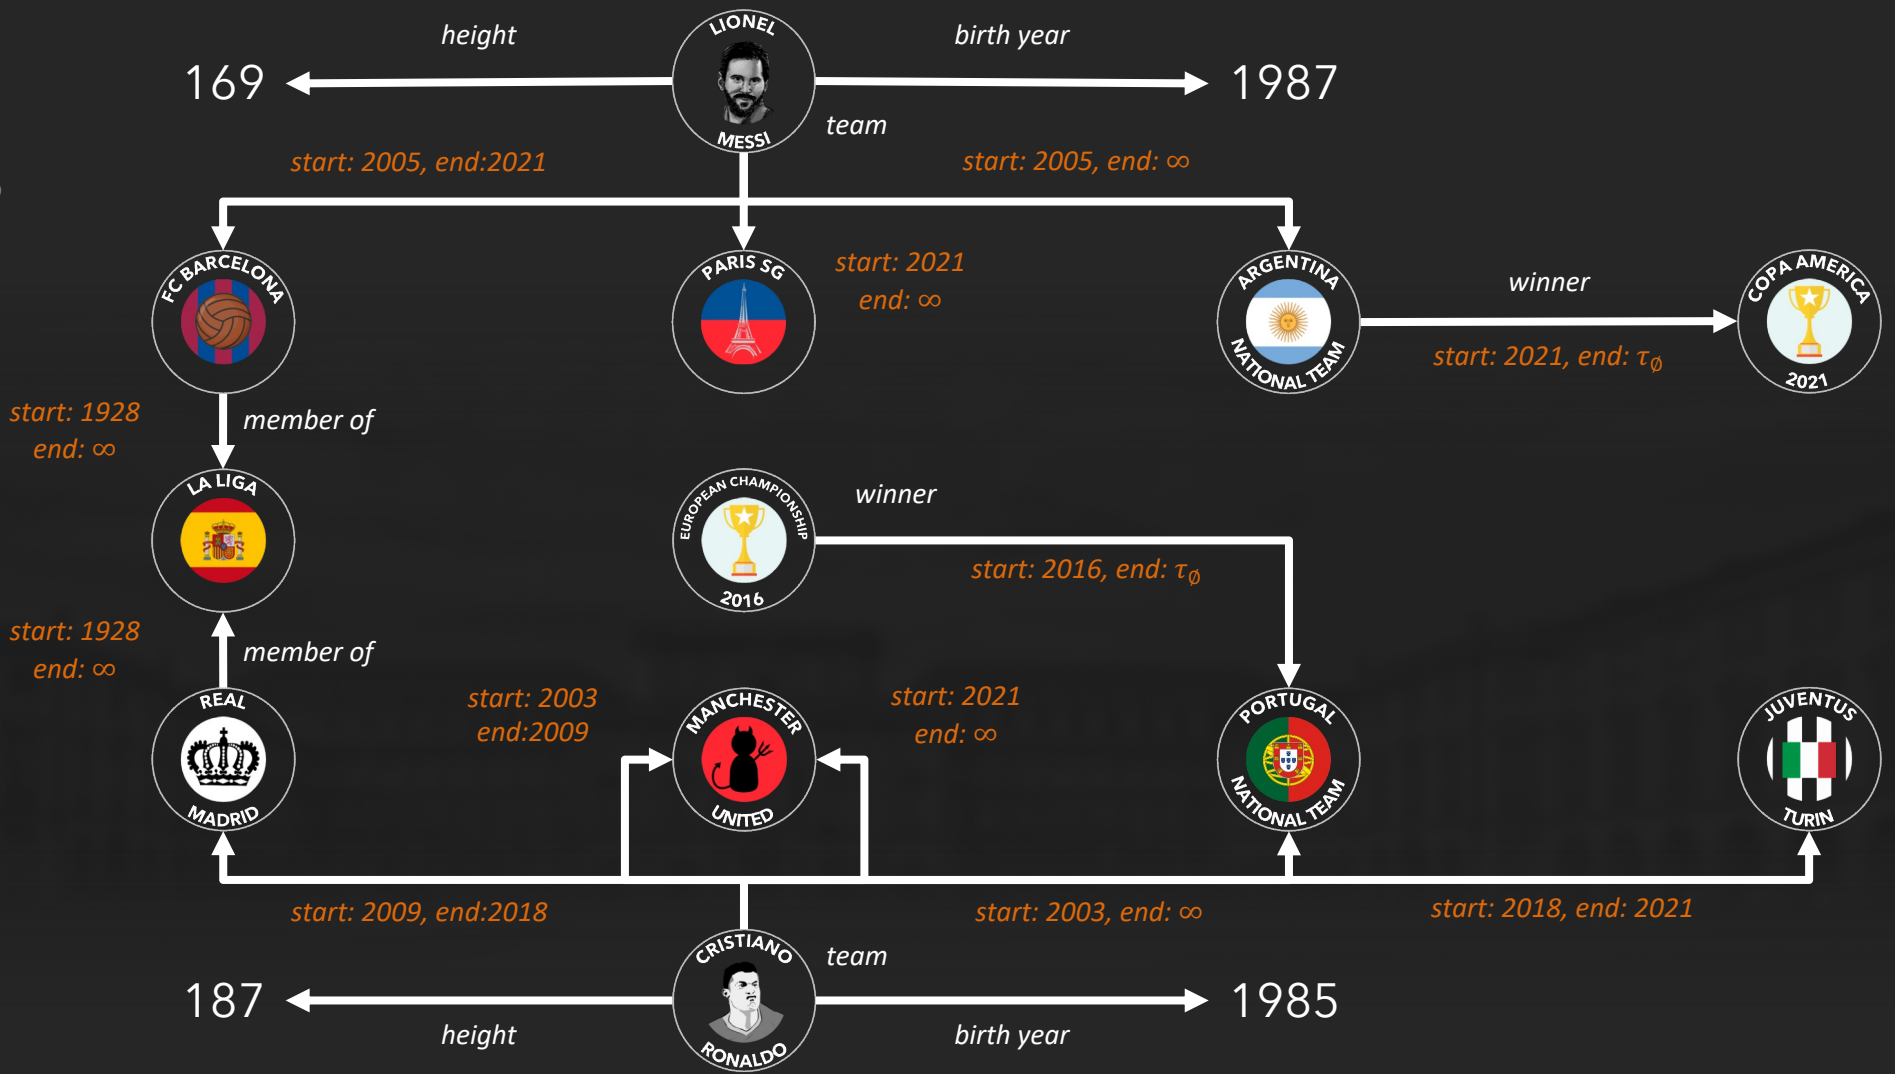 height
LIONEL
MESSI
birth year
169
1987
team
start: 2005, end:2021
start: 2005, end: ∞
FC BARCELONA
PARIS SG
start: 2021
end: ∞
ARGENTINA
NATIONAL TEAM
winner
start: 2021, end: τ∅
COPA AMERICA
2021
start: 1928
end: ∞
member of
LA LIGA
EUROPEAN CHAMPIONSHIP
2016
winner
start: 2016, end: τ∅
start: 1928
end: ∞
member of
REAL
MADRID
start: 2003
end:2009
MANCHESTER
UNITED
start: 2021
end: ∞
PORTUGAL
NATIONAL TEAM
JUVENTUS
TURIN
start: 2009, end:2018
start: 2003, end: ∞
start: 2018, end: 2021
CRISTIANO
RONALDO
team
187
1985
height
birth year